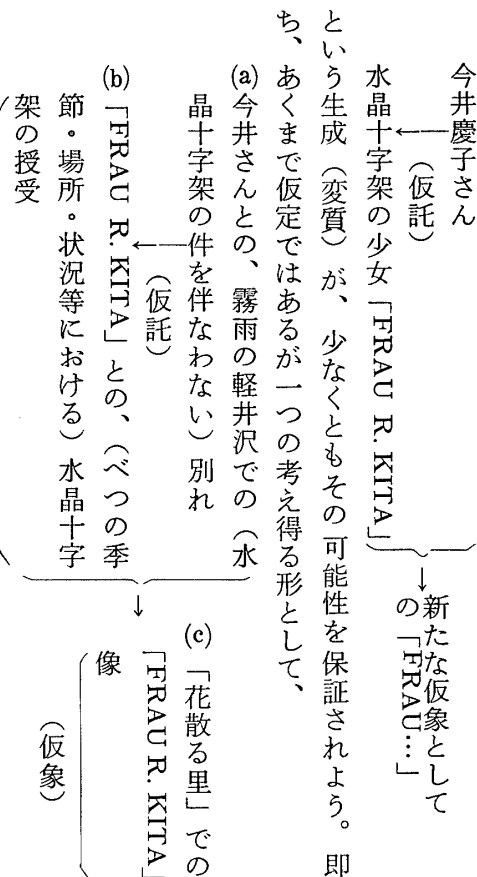 今井慶子さん
↓（仮託）
水晶十字架の少女「FRAU R. KITA」
→新たな仮象として
の「FRAU…」
という生成（変質）が、少なくともその可能性を保証されよう。即
ち、あくまで仮定ではあるが一つの考え得る形として、
(a) 今井さんとの、霧雨の軽井沢での（水
晶十字架の件を伴なわない）別れ
↓（仮託）
(b) 「FRAU R. KITA」との、（べつの季
節・場所・状況等における）水晶十字
架の授受
→
(c) 「花散る里」での
「FRAU R. KITA」
像
（仮象）